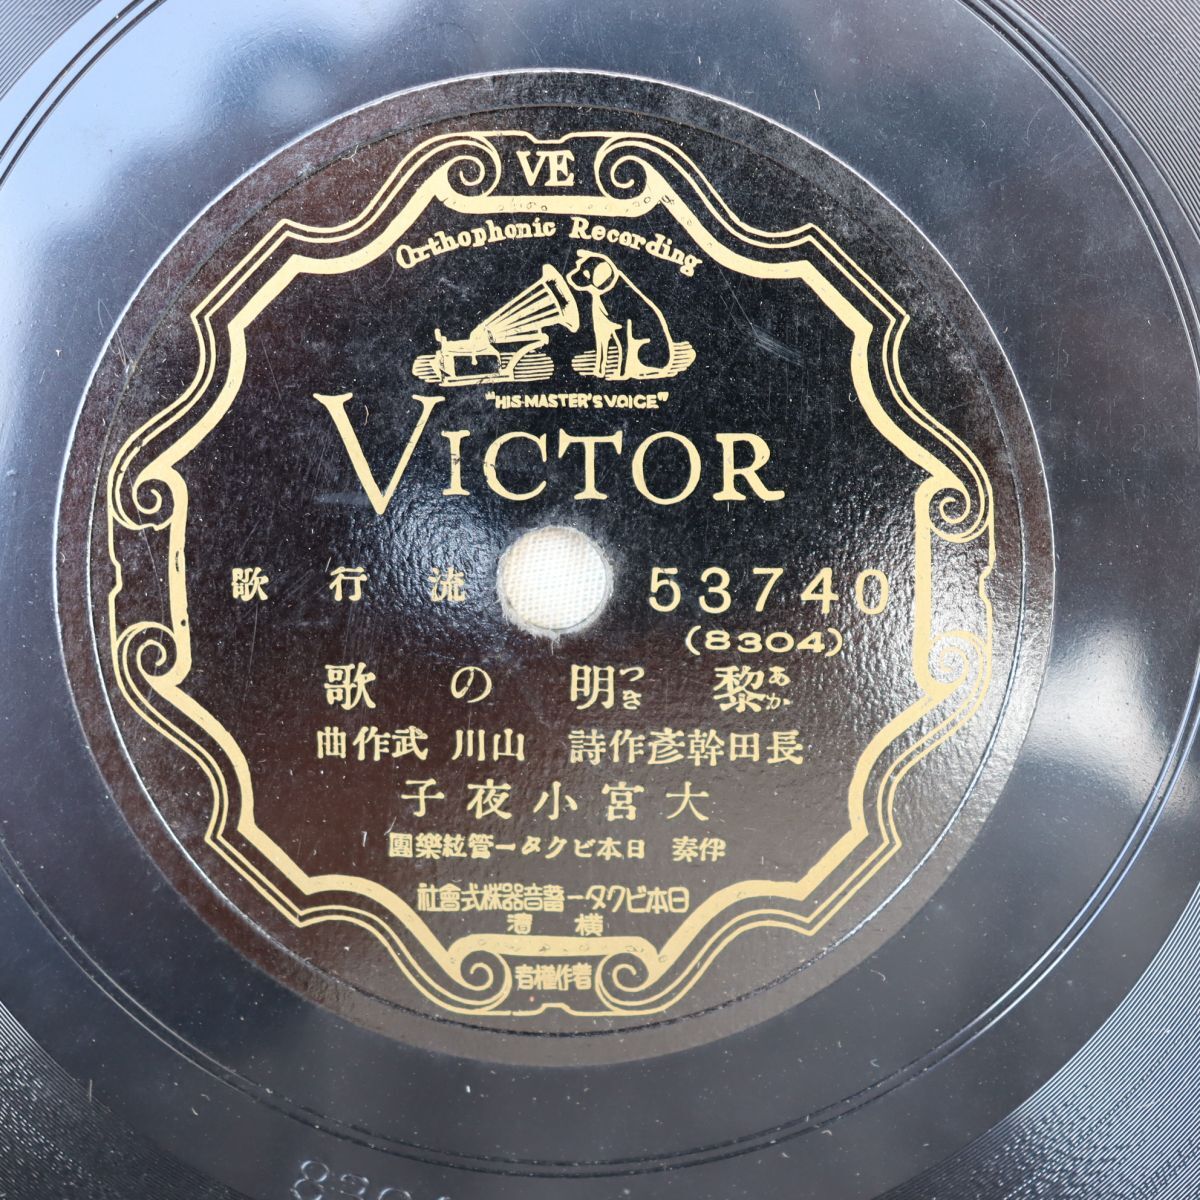 VE
Orthophonic Recording
"HIS MASTER'S VOICE"
VICTOR
流行歌
53740
(8304)
あかつき
黎明の歌
長田幹彥作詩 山川 武作曲
大宮小夜子
伴奏 日本ビクター管絃樂團
日本ビクター蓄音器株式會社
橫濱
著作權者